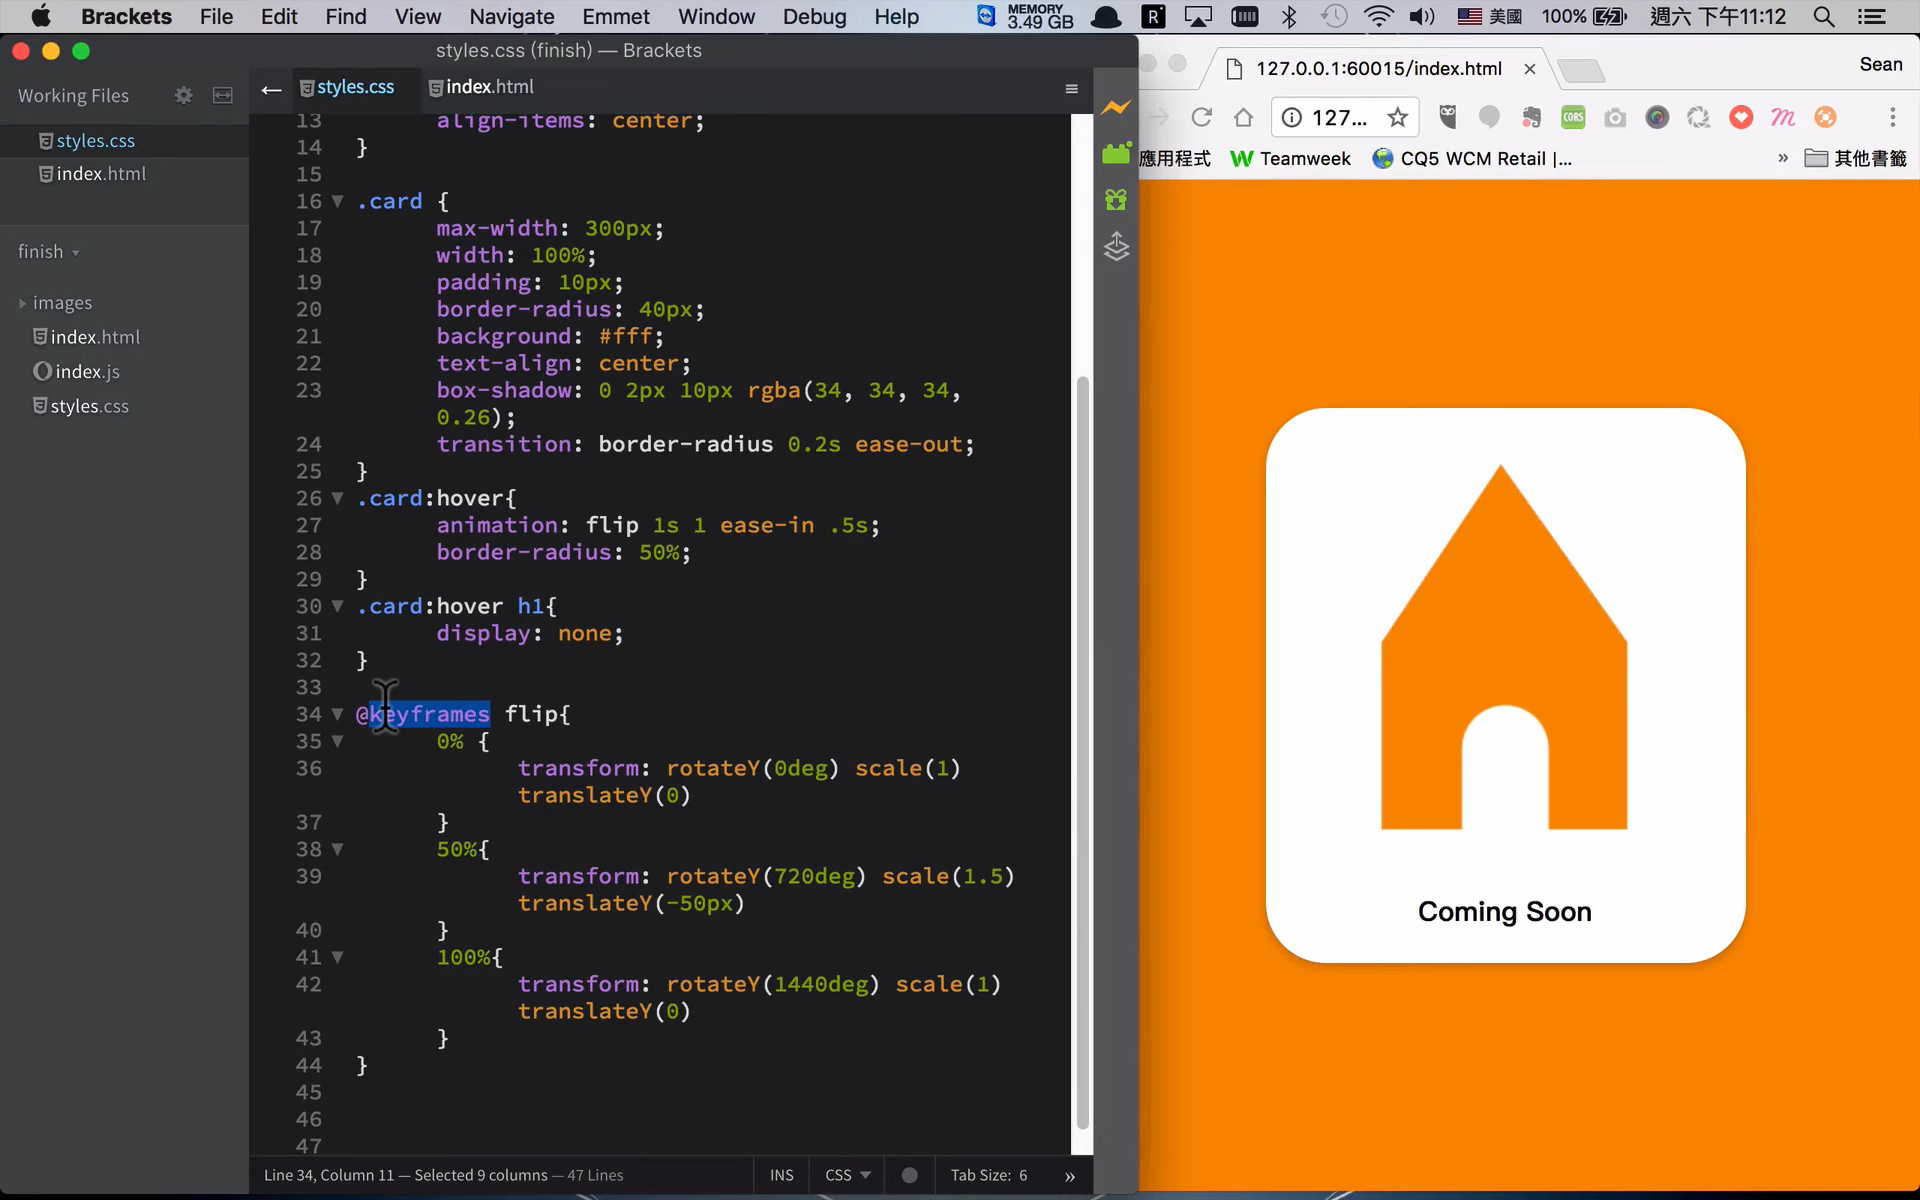 Brackets File Edit Find View Navigate Emmet Window Debug Help MEMORY 3.49 GB R 美國 100% 週六 下午11:12
styles.css (finish) — Brackets
127.0.0.1:60015/index.html
Sean
Working Files
styles.css
index.html
127...
CORS
應用程式 Teamweek CQ5 WCM Retail |... » 其他書籤
styles.css
index.html
finish
images
index.html
index.js
styles.css
13 align-items: center;
14 }
15
16 .card {
17 max-width: 300px;
18 width: 100%;
19 padding: 10px;
20 border-radius: 40px;
21 background: #fff;
22 text-align: center;
23 box-shadow: 0 2px 10px rgba(34, 34, 34,
0.26);
24 transition: border-radius 0.2s ease-out;
25 }
26 .card:hover{
27 animation: flip 1s 1 ease-in .5s;
28 border-radius: 50%;
29 }
30 .card:hover h1{
31 display: none;
32 }
33
34 @keyframes flip{
35 0% {
36 transform: rotateY(0deg) scale(1)
translateY(0)
37 }
38 50%{
39 transform: rotateY(720deg) scale(1.5)
translateY(-50px)
40 }
41 100%{
42 transform: rotateY(1440deg) scale(1)
translateY(0)
43 }
44 }
45
46
47
Line 34, Column 11 — Selected 9 columns — 47 Lines INS CSS Tab Size: 6 »
Coming Soon